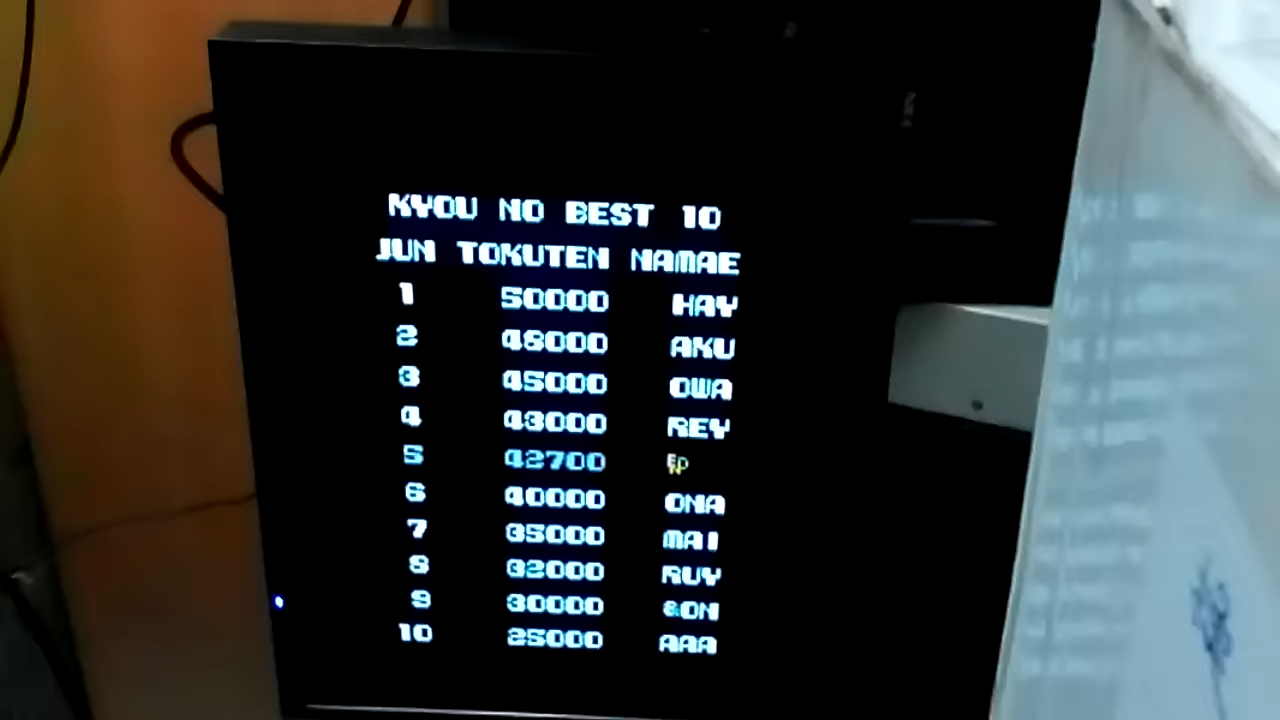 KYOU NO BEST 10
JUN TOKUTEN NAMAE
1 50000 HAY
2 48000 AKU
3 45000 OWA
4 43000 REY
5 42700
6 40000 ONA
7 35000 MAI
8 32000 RUY
9 30000 &ON
10 25000 AAA